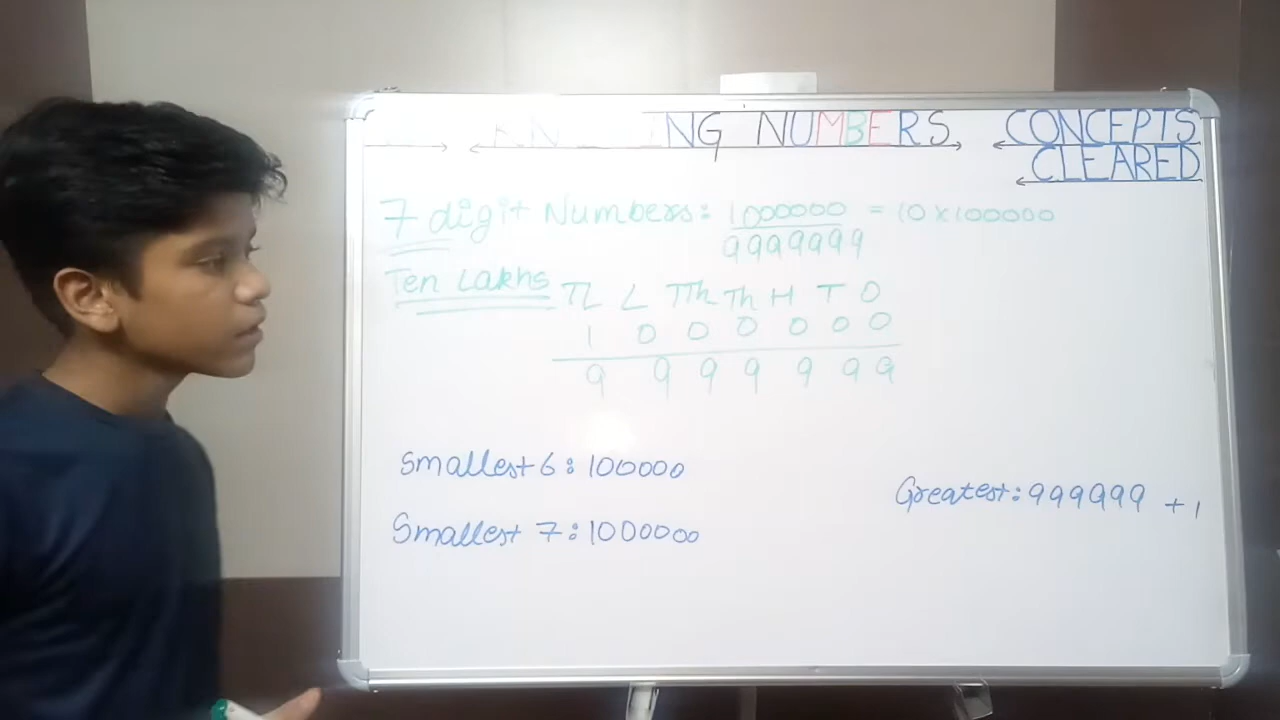 NUMBERS CONCEPTS
CLEARED
7 digit Numbers: 1000000 = 10 x 100000
9999999
Ten Lakhs TL L TTh Th H T O
1 0 0 0 0 0 0
9 9 9 9 9 9 9
Smallest 6: 100000
Greatest: 999999 + 1
Smallest 7: 1000000